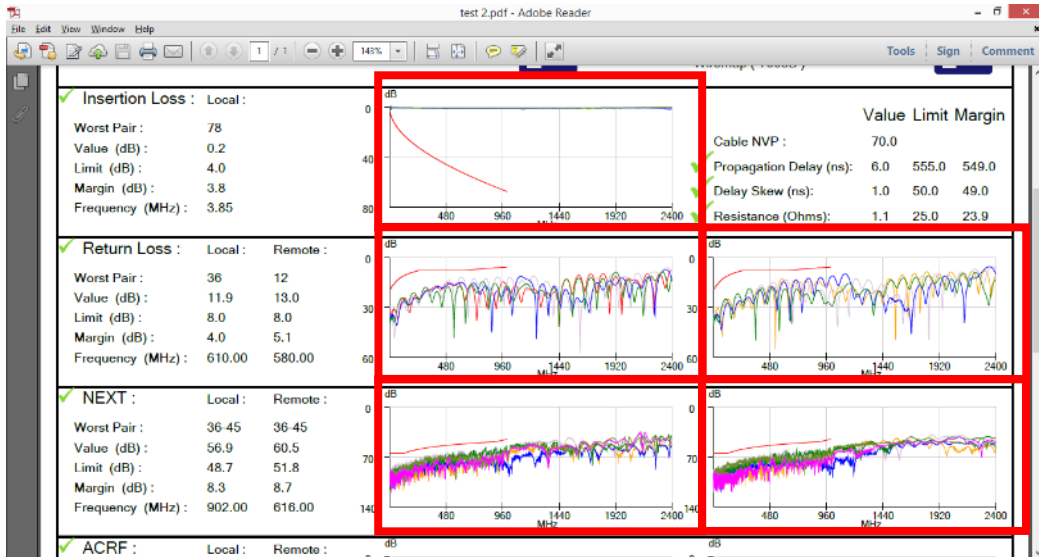 test 2.pdf - Adobe Reader
File Edit View Window Help
1 / 1 143% Tools Sign Comment
Insertion Loss : Local :
Worst Pair : 78
Value (dB) : 0.2
Limit (dB) : 4.0
Margin (dB) : 3.8
Frequency (MHz) : 3.85
dB
0
40
80
480 960 1440 1920 2400
MHz
Value Limit Margin
Cable NVP : 70.0
Propagation Delay (ns): 6.0 555.0 549.0
Delay Skew (ns): 1.0 50.0 49.0
Resistance (Ohms): 1.1 25.0 23.9
Return Loss : Local : Remote :
Worst Pair : 36 12
Value (dB) : 11.9 13.0
Limit (dB) : 8.0 8.0
Margin (dB) : 4.0 5.1
Frequency (MHz) : 610.00 580.00
dB
0
30
60
480 960 1440 1920 2400
MHz
dB
0
30
60
480 960 1440 1920 2400
MHz
NEXT : Local : Remote :
Worst Pair : 36-45 36-45
Value (dB) : 56.9 60.5
Limit (dB) : 48.7 51.8
Margin (dB) : 8.3 8.7
Frequency (MHz) : 902.00 616.00
dB
0
70
140
480 960 1440 1920 2400
MHz
dB
0
70
140
480 960 1440 1920 2400
MHz
ACRF : Local : Remote :
dB
dB